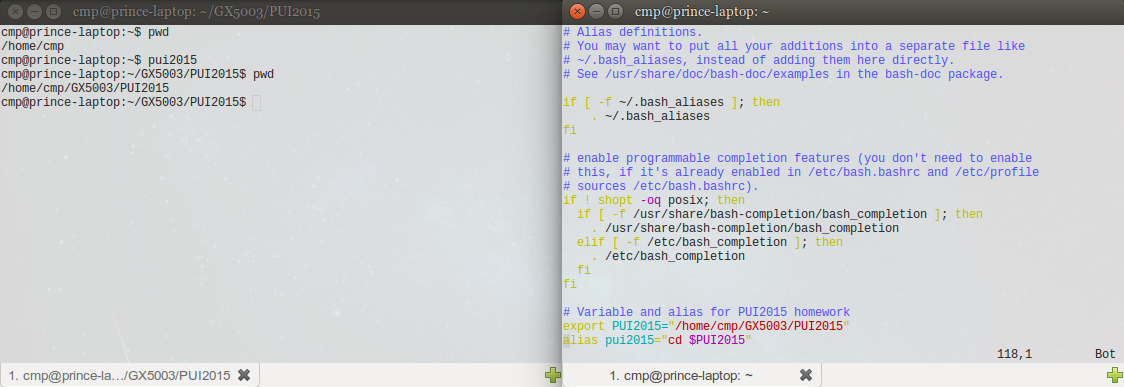 cmp@prince-laptop: ~/GX5003/PUI2015
cmp@prince-laptop:~$ pwd
/home/cmp
cmp@prince-laptop:~$ pui2015
cmp@prince-laptop:~/GX5003/PUI2015$ pwd
/home/cmp/GX5003/PUI2015
cmp@prince-laptop:~/GX5003/PUI2015$
1. cmp@prince-la…/GX5003/PUI2015
cmp@prince-laptop: ~
# Alias definitions.
# You may want to put all your additions into a separate file like
# ~/.bash_aliases, instead of adding them here directly.
# See /usr/share/doc/bash-doc/examples in the bash-doc package.
if [ -f ~/.bash_aliases ]; then
    . ~/.bash_aliases
fi
# enable programmable completion features (you don't need to enable
# this, if it's already enabled in /etc/bash.bashrc and /etc/profile
# sources /etc/bash.bashrc).
if ! shopt -oq posix; then
  if [ -f /usr/share/bash-completion/bash_completion ]; then
    . /usr/share/bash-completion/bash_completion
  elif [ -f /etc/bash_completion ]; then
    . /etc/bash_completion
  fi
fi
# Variable and alias for PUI2015 homework
export PUI2015="/home/cmp/GX5003/PUI2015"
alias pui2015="cd $PUI2015"
118,1 Bot
1. cmp@prince-laptop: ~